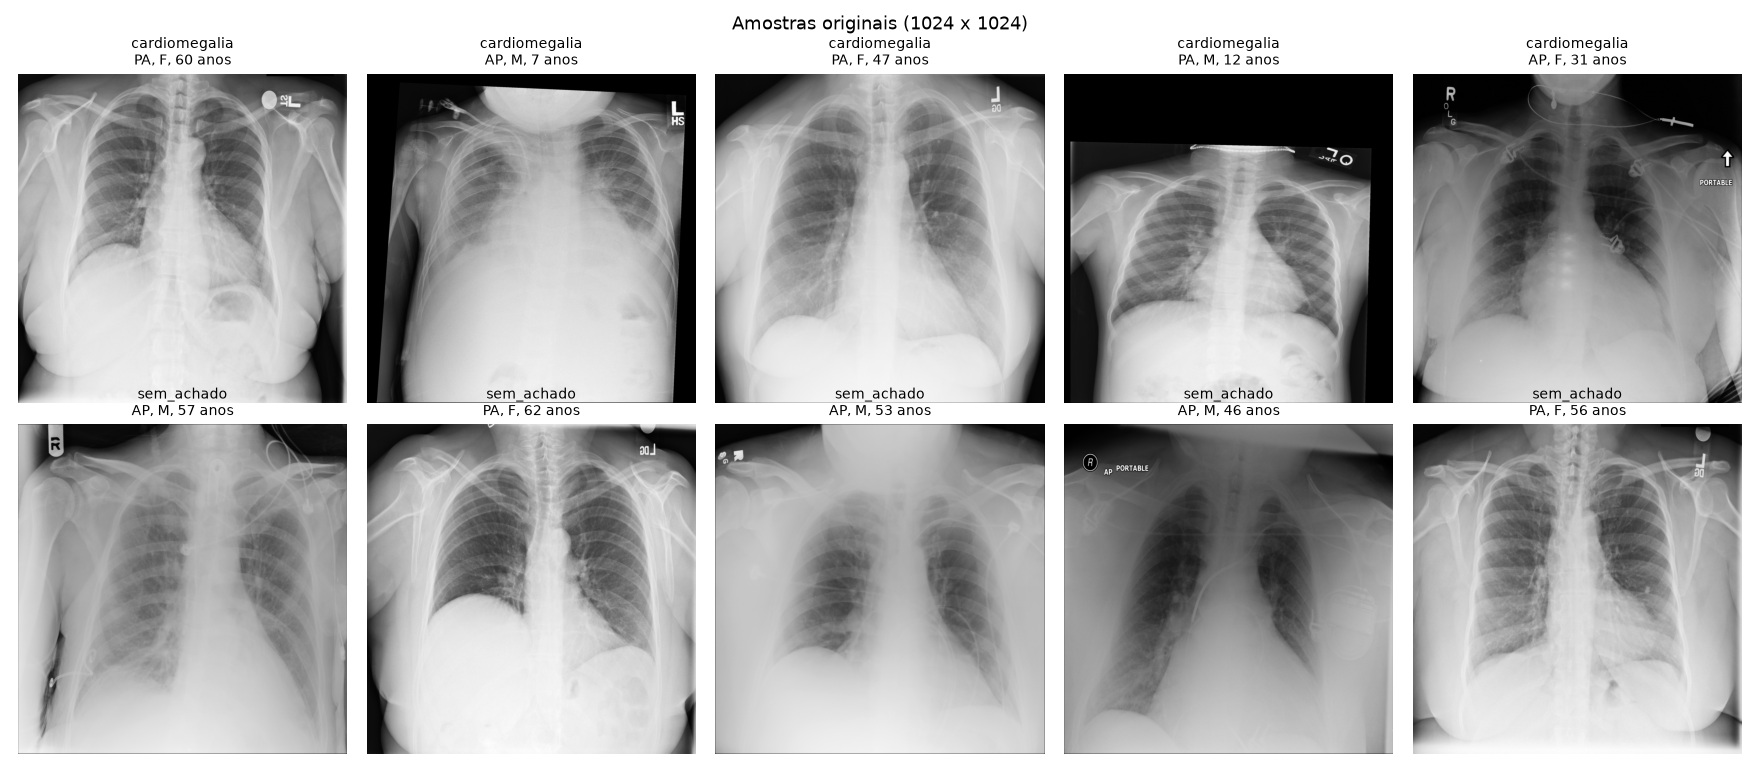 Amostras originais (1024 x 1024)
cardiomegalia
PA, F, 60 anos
cardiomegalia
AP, M, 7 anos
cardiomegalia
PA, F, 47 anos
cardiomegalia
PA, M, 12 anos
cardiomegalia
AP, F, 31 anos
L
L
HS
L
R
O
L
G
PORTABLE
sem_achado
AP, M, 57 anos
sem_achado
PA, F, 62 anos
sem_achado
AP, M, 53 anos
sem_achado
AP, M, 46 anos
sem_achado
PA, F, 56 anos
R
R
R
AP PORTABLE
L